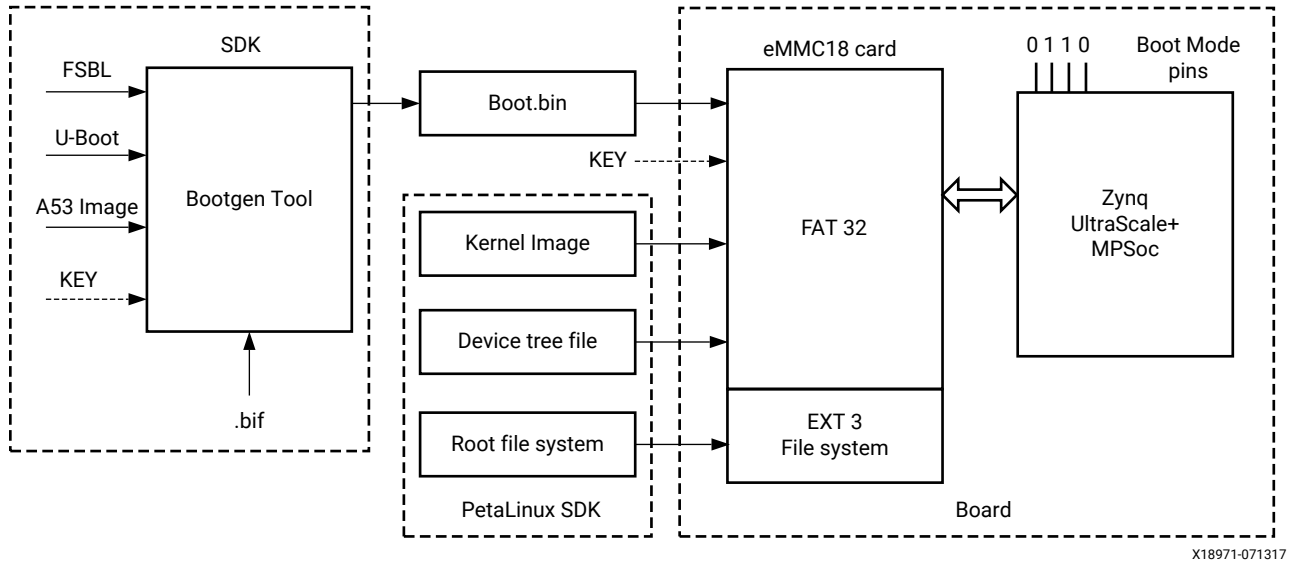 SDK
FSBL
U-Boot
A53 Image
KEY
Bootgen Tool
.bif
Boot.bin
KEY
Kernel Image
Device tree file
Root file system
PetaLinux SDK
eMMC18 card
FAT 32
EXT 3
File system
0 1 1 0
Boot Mode
pins
Zynq
UltraScale+
MPSoc
Board
X18971-071317